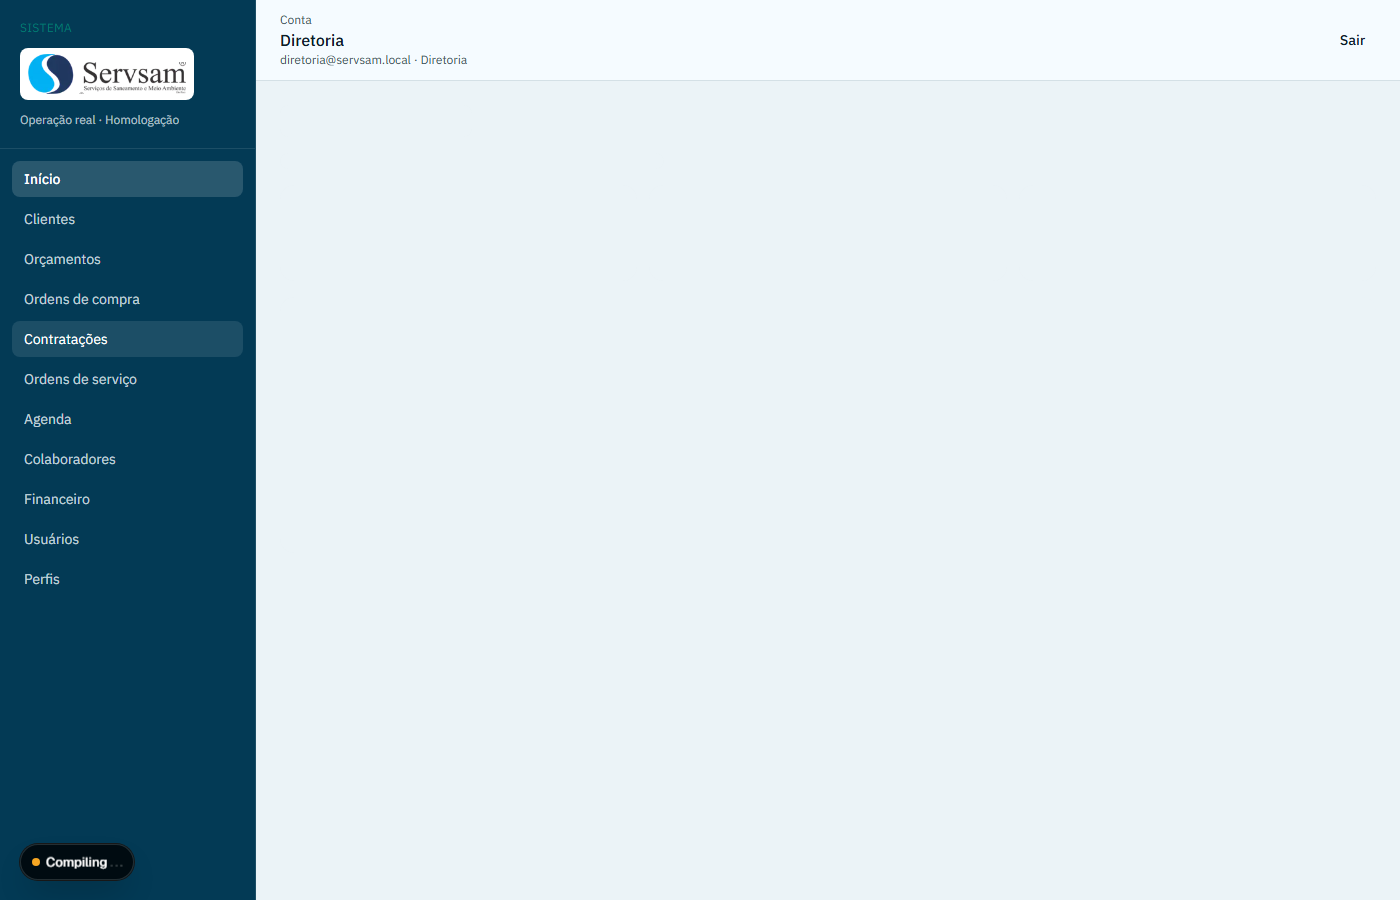 SISTEMA
Servsam
Serviços de Saneamento e Meio Ambiente
Operação real · Homologação
Início
Clientes
Orçamentos
Ordens de compra
Contratações
Ordens de serviço
Agenda
Colaboradores
Financeiro
Usuários
Perfis
Compiling ...
Conta
Diretoria
diretoria@servsam.local · Diretoria
Sair